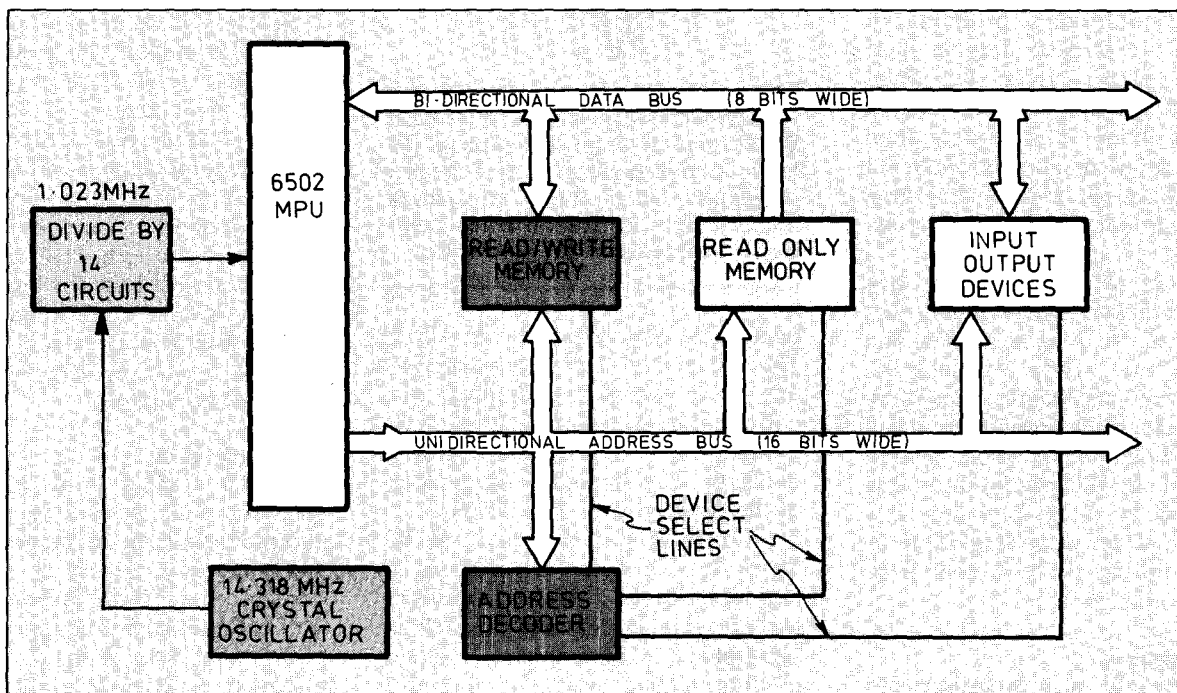 BI-DIRECTIONAL DATA BUS (8 BITS WIDE)
6502
MPU
1·023MHz
DIVIDE BY
14
CIRCUITS
READ/WRITE
MEMORY
READ ONLY
MEMORY
INPUT
OUTPUT
DEVICES
UNIDIRECTIONAL ADDRESS BUS (16 BITS WIDE)
DEVICE
SELECT
LINES
14·318 MHz
CRYSTAL
OSCILLATOR
ADDRESS
DECODER